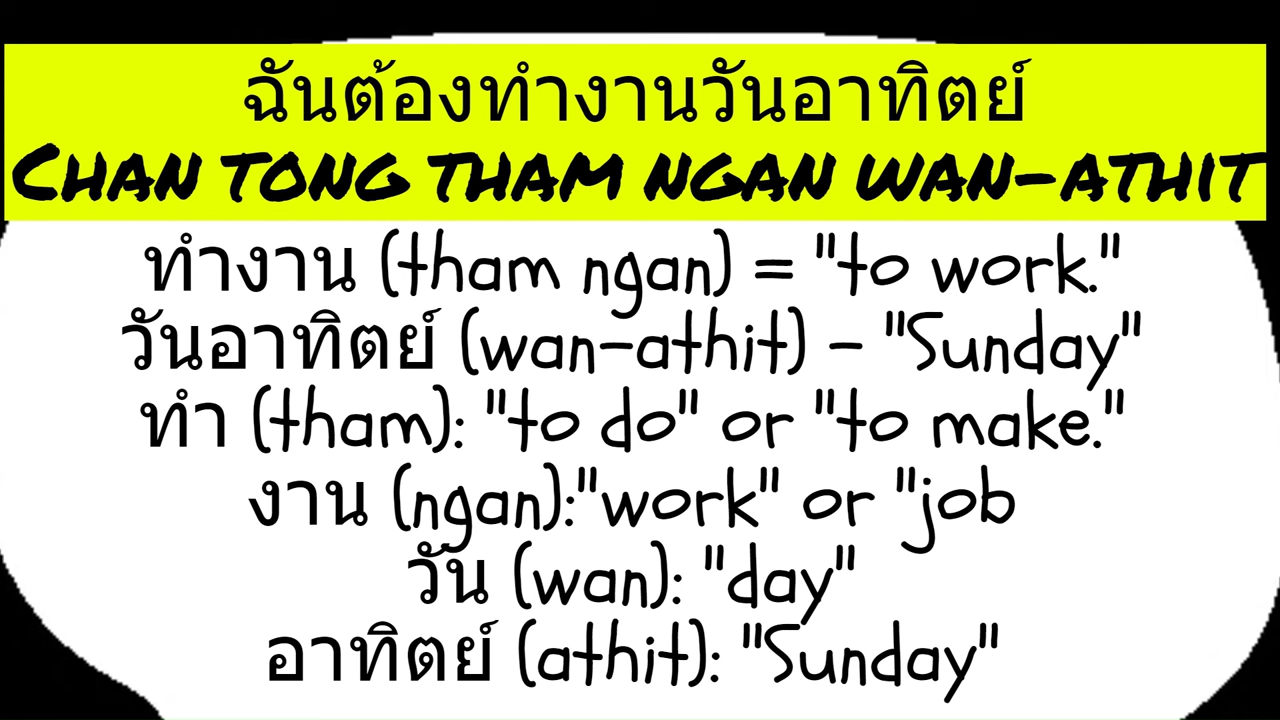 ฉันต้องทำงานวันอาทิตย์
CHAN TONG THAM NGAN WAN-ATHIT
ทำงาน (tham ngan) = "to work."
วันอาทิตย์ (wan-athit) - "Sunday"
ทำ (tham): "to do" or "to make."
งาน (ngan):"work" or "job
วัน (wan): "day"
อาทิตย์ (athit): "Sunday"